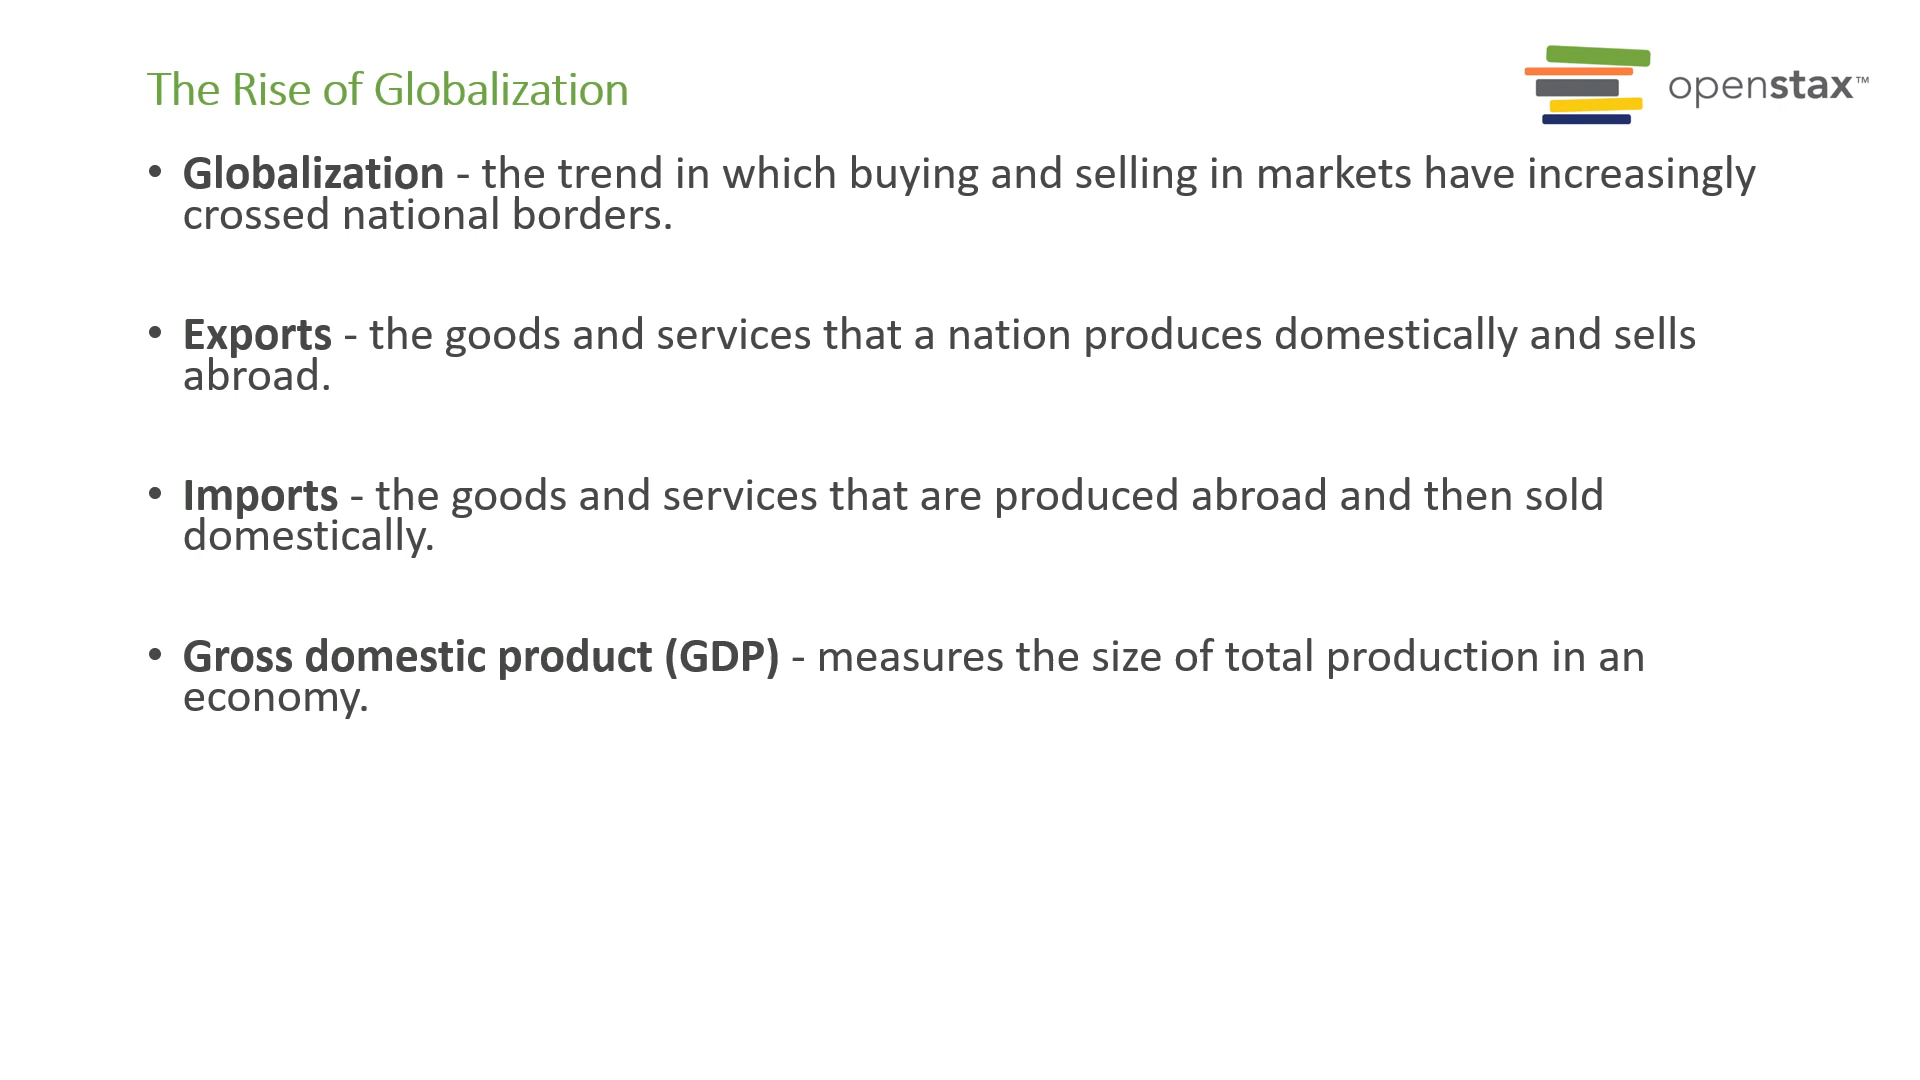 The Rise of Globalization
openstax™
• Globalization - the trend in which buying and selling in markets have increasingly
crossed national borders.
• Exports - the goods and services that a nation produces domestically and sells
abroad.
• Imports - the goods and services that are produced abroad and then sold
domestically.
• Gross domestic product (GDP) - measures the size of total production in an
economy.